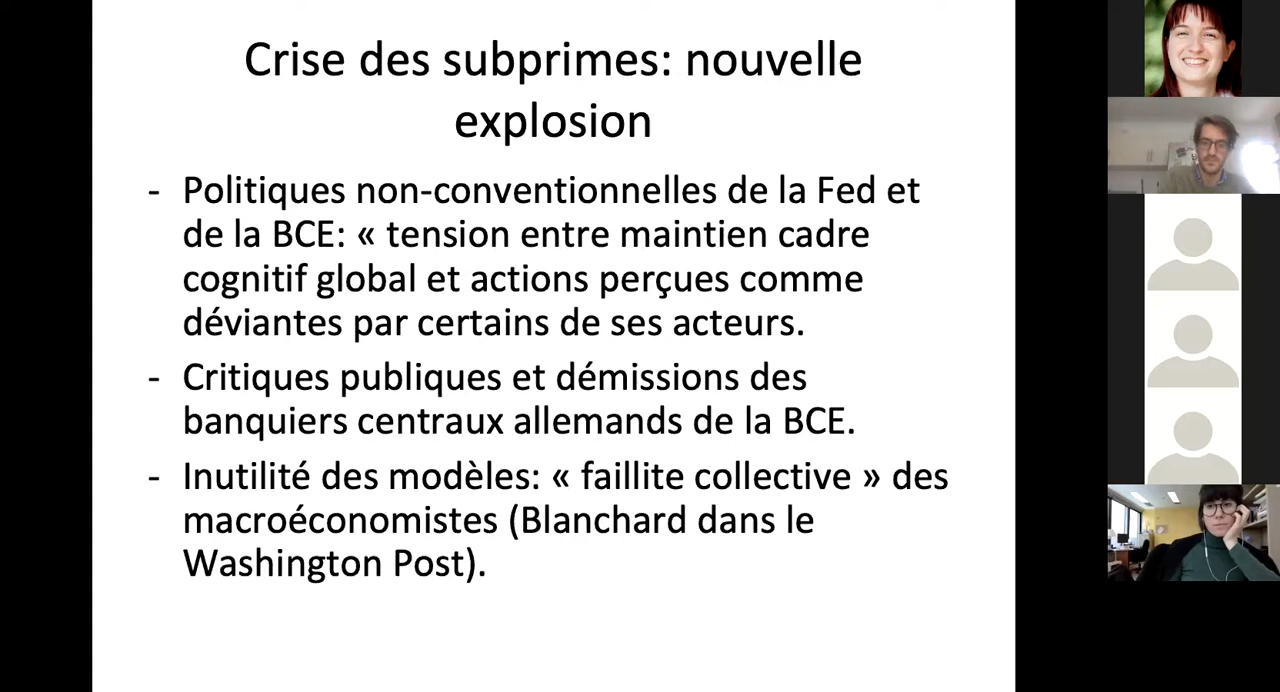 Crise des subprimes: nouvelle
explosion
- Politiques non-conventionnelles de la Fed et
de la BCE: « tension entre maintien cadre
cognitif global et actions perçues comme
déviantes par certains de ses acteurs.
- Critiques publiques et démissions des
banquiers centraux allemands de la BCE.
- Inutilité des modèles: « faillite collective » des
macroéconomistes (Blanchard dans le
Washington Post).